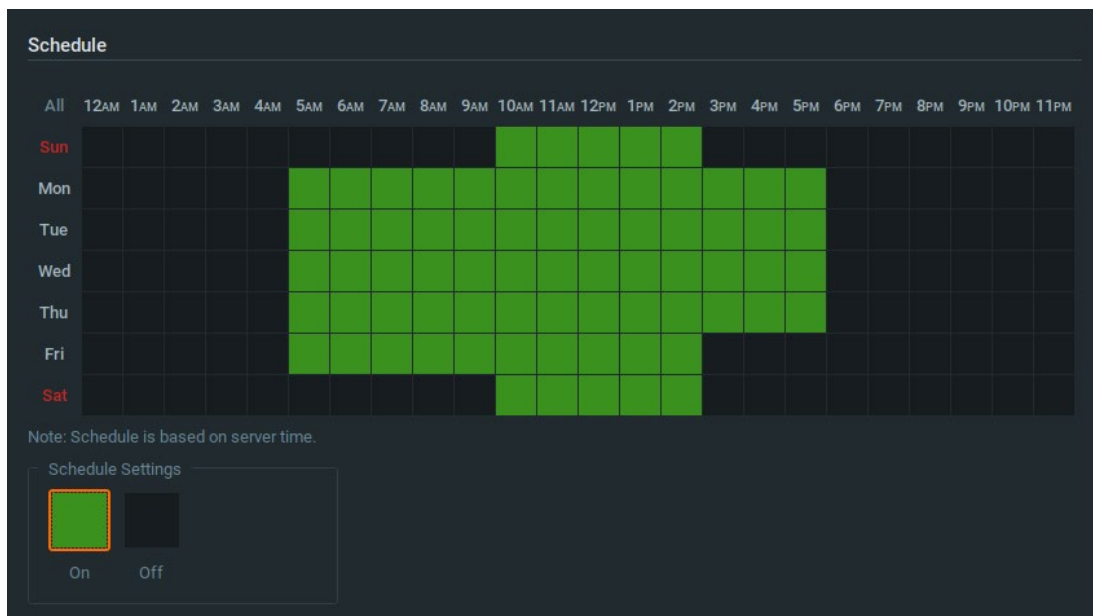 Schedule
All 12AM 1AM 2AM 3AM 4AM 5AM 6AM 7AM 8AM 9AM 10AM 11AM 12PM 1PM 2PM 3PM 4PM 5PM 6PM 7PM 8PM 9PM 10PM 11PM
Sun
Mon
Tue
Wed
Thu
Fri
Sat
Note: Schedule is based on server time.
Schedule Settings
On Off